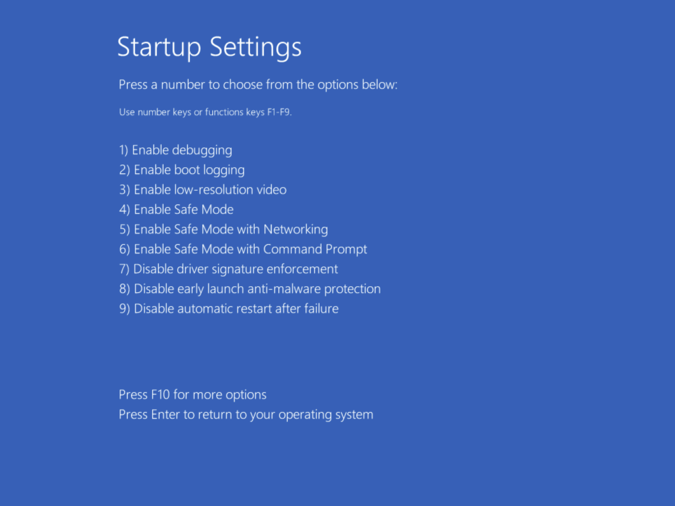 Startup Settings
Press a number to choose from the options below:
Use number keys or functions keys F1-F9.
1) Enable debugging
2) Enable boot logging
3) Enable low-resolution video
4) Enable Safe Mode
5) Enable Safe Mode with Networking
6) Enable Safe Mode with Command Prompt
7) Disable driver signature enforcement
8) Disable early launch anti-malware protection
9) Disable automatic restart after failure
Press F10 for more options
Press Enter to return to your operating system